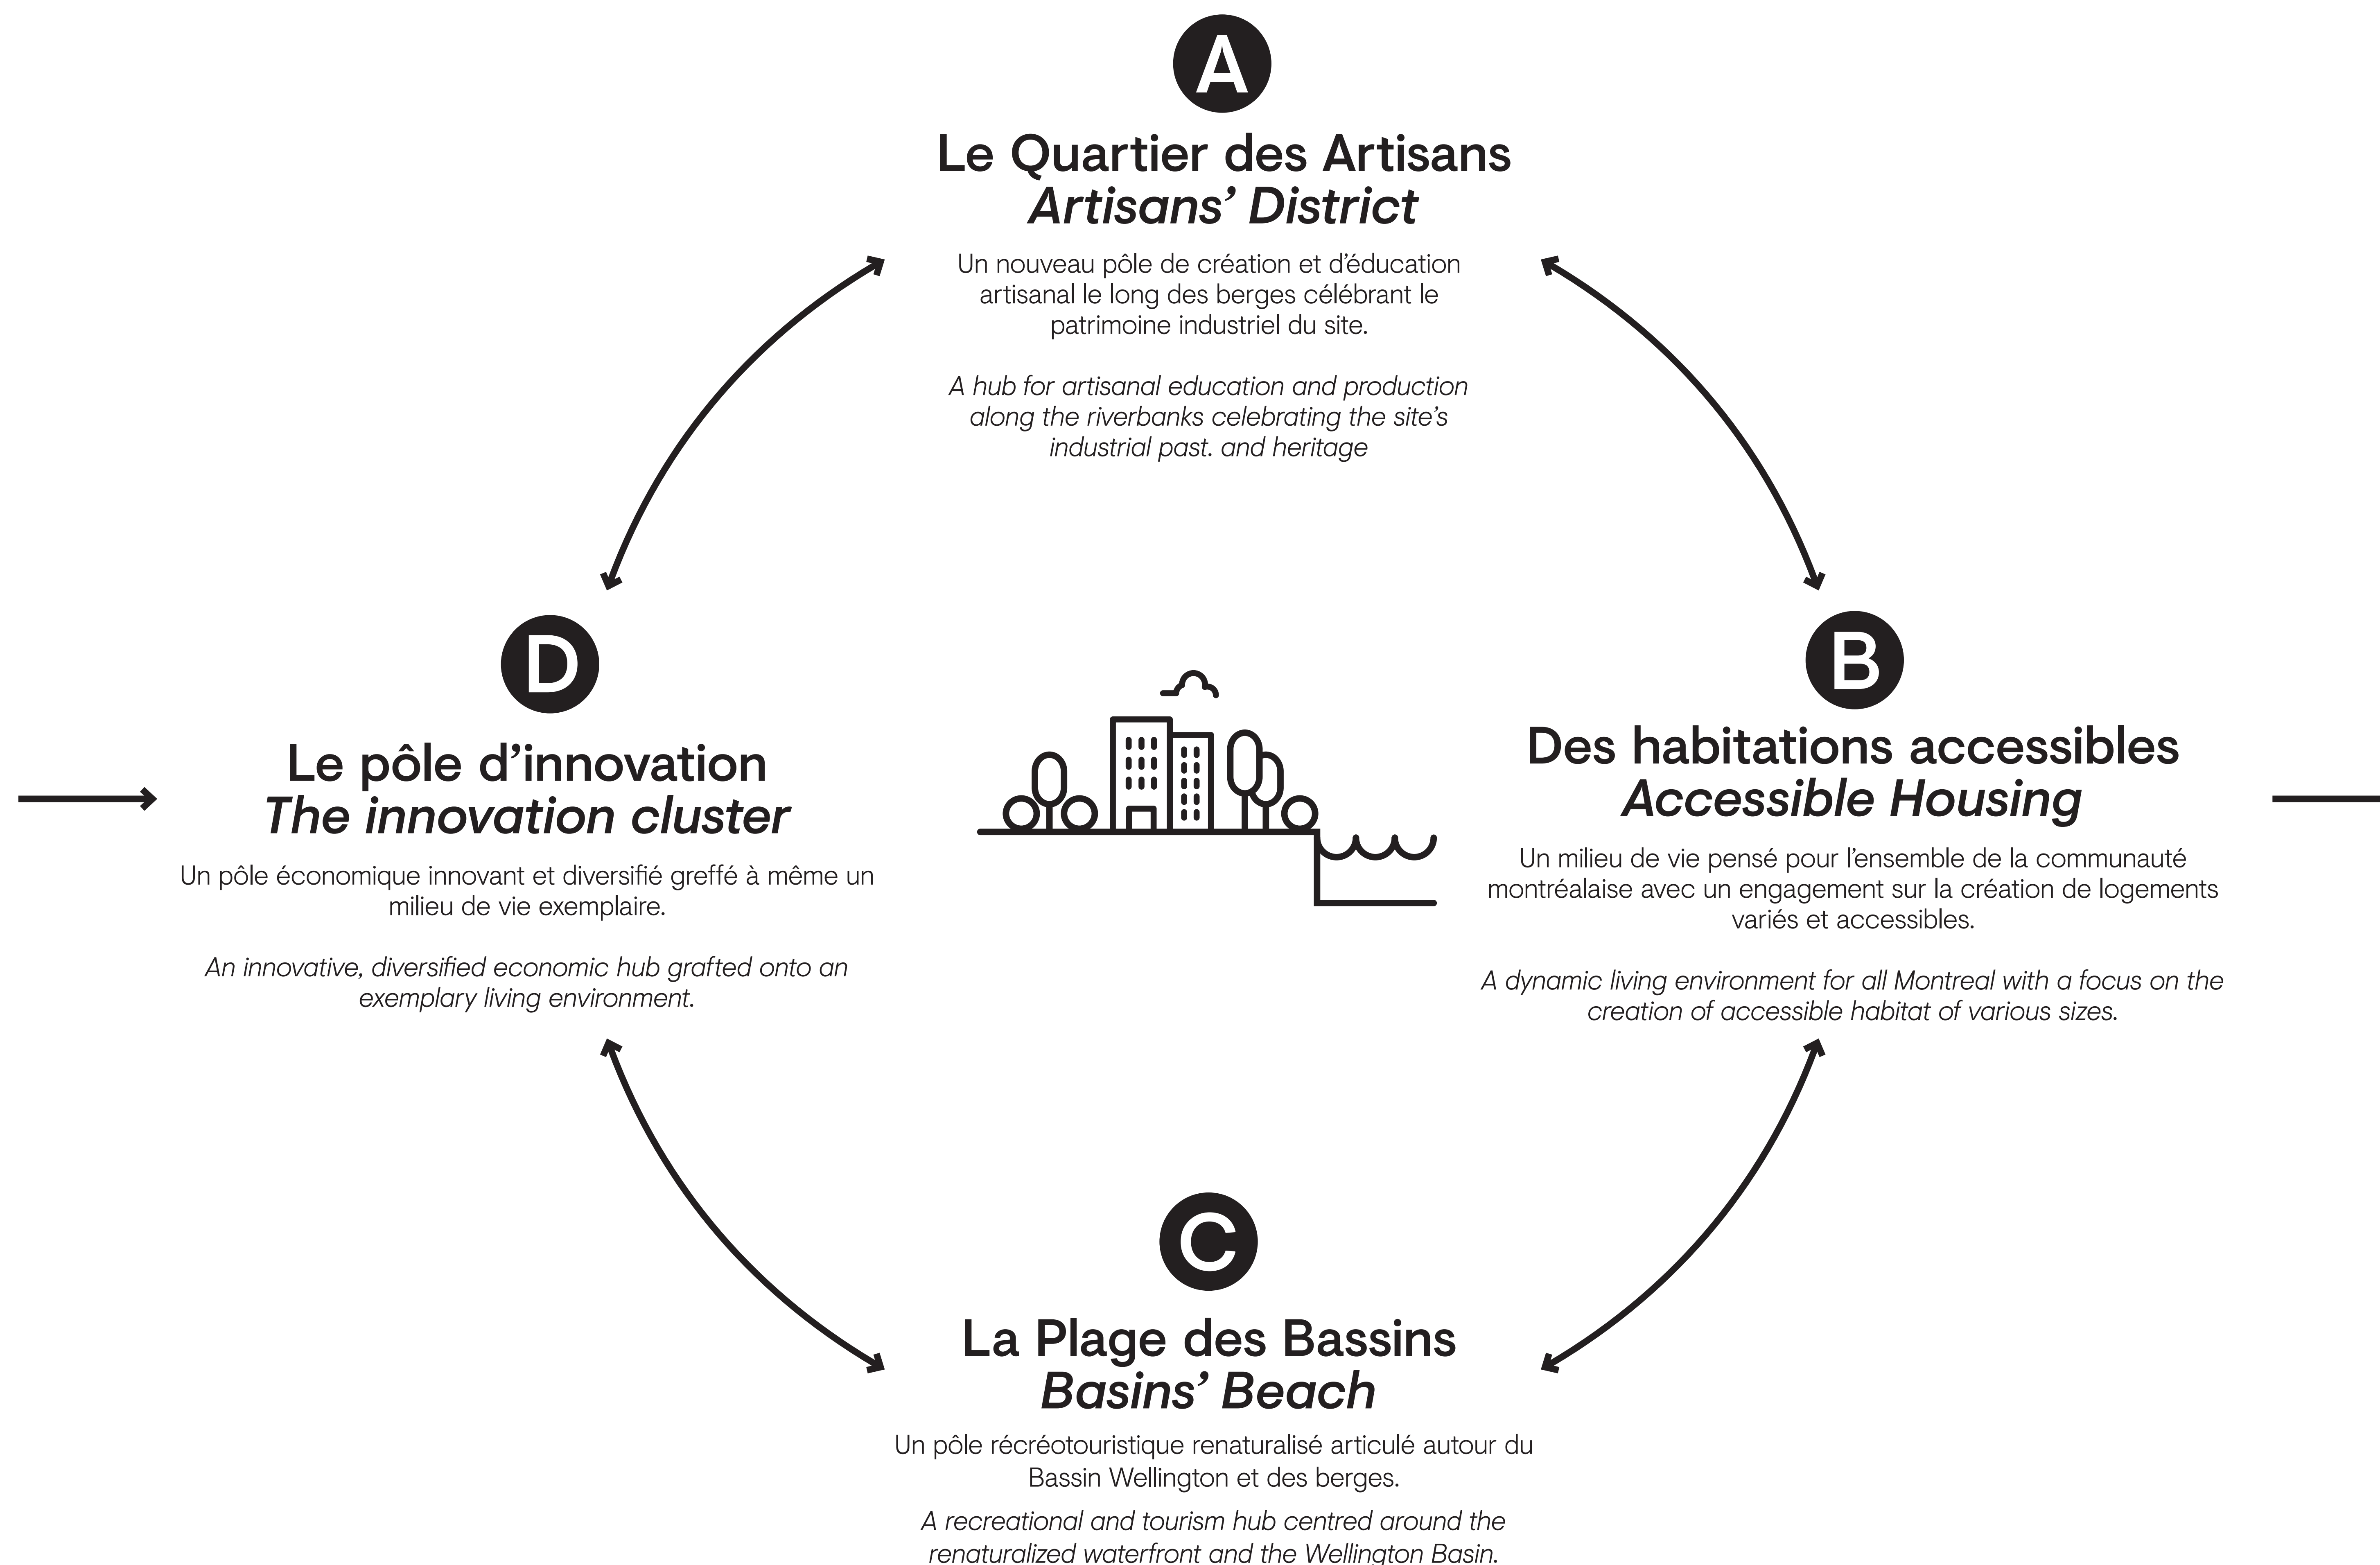 A
Le Quartier des Artisans
Artisans’ District
Un nouveau pôle de création et d’éducation
artisanal le long des berges célébrant le
patrimoine industriel du site.
A hub for artisanal education and production
along the riverbanks celebrating the site’s
industrial past. and heritage
D
Le pôle d’innovation
The innovation cluster
Un pôle économique innovant et diversifié greffé à même un
milieu de vie exemplaire.
An innovative, diversified economic hub grafted onto an
exemplary living environment.
B
Des habitations accessibles
Accessible Housing
Un milieu de vie pensé pour l’ensemble de la communauté
montréalaise avec un engagement sur la création de logements
variés et accessibles.
A dynamic living environment for all Montreal with a focus on the
creation of accessible habitat of various sizes.
C
La Plage des Bassins
Basins’ Beach
Un pôle récréotouristique renaturalisé articulé autour du
Bassin Wellington et des berges.
A recreational and tourism hub centred around the
renaturalized waterfront and the Wellington Basin.